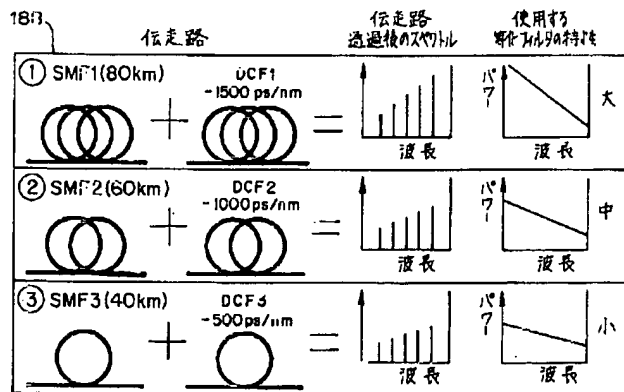 18B
伝走路
伝走路
透過後のスペクトル
使用する
等化フィルタの特性
① SMF1(80km)
+
DCF1
-1500 ps/nm
=
波長
パワー
波長
大
② SMF2(60km)
+
DCF2
-1000ps/nm
=
波長
パワー
波長
中
③ SMF3(40km)
+
DCF3
-500ps/nm
=
波長
パワー
波長
小